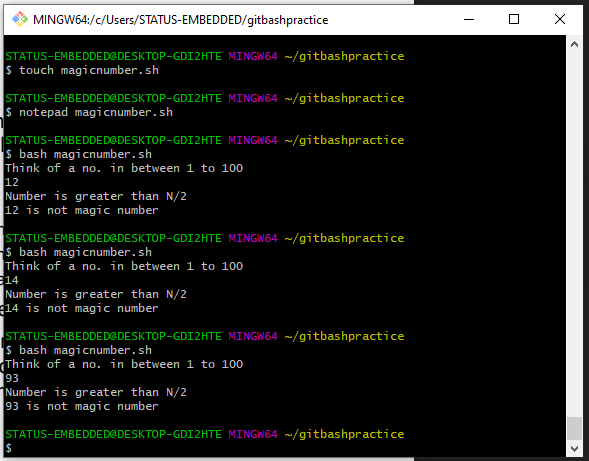 MINGW64:/c/Users/STATUS-EMBEDDED/gitbashpractice
STATUS-EMBEDDED@DESKTOP-GDI2HTE MINGW64 ~/gitbashpractice
$ touch magicnumber.sh
STATUS-EMBEDDED@DESKTOP-GDI2HTE MINGW64 ~/gitbashpractice
$ notepad magicnumber.sh
STATUS-EMBEDDED@DESKTOP-GDI2HTE MINGW64 ~/gitbashpractice
$ bash magicnumber.sh
Think of a no. in between 1 to 100
12
Number is greater than N/2
12 is not magic number
STATUS-EMBEDDED@DESKTOP-GDI2HTE MINGW64 ~/gitbashpractice
$ bash magicnumber.sh
Think of a no. in between 1 to 100
14
Number is greater than N/2
14 is not magic number
STATUS-EMBEDDED@DESKTOP-GDI2HTE MINGW64 ~/gitbashpractice
$ bash magicnumber.sh
Think of a no. in between 1 to 100
93
Number is greater than N/2
93 is not magic number
STATUS-EMBEDDED@DESKTOP-GDI2HTE MINGW64 ~/gitbashpractice
$